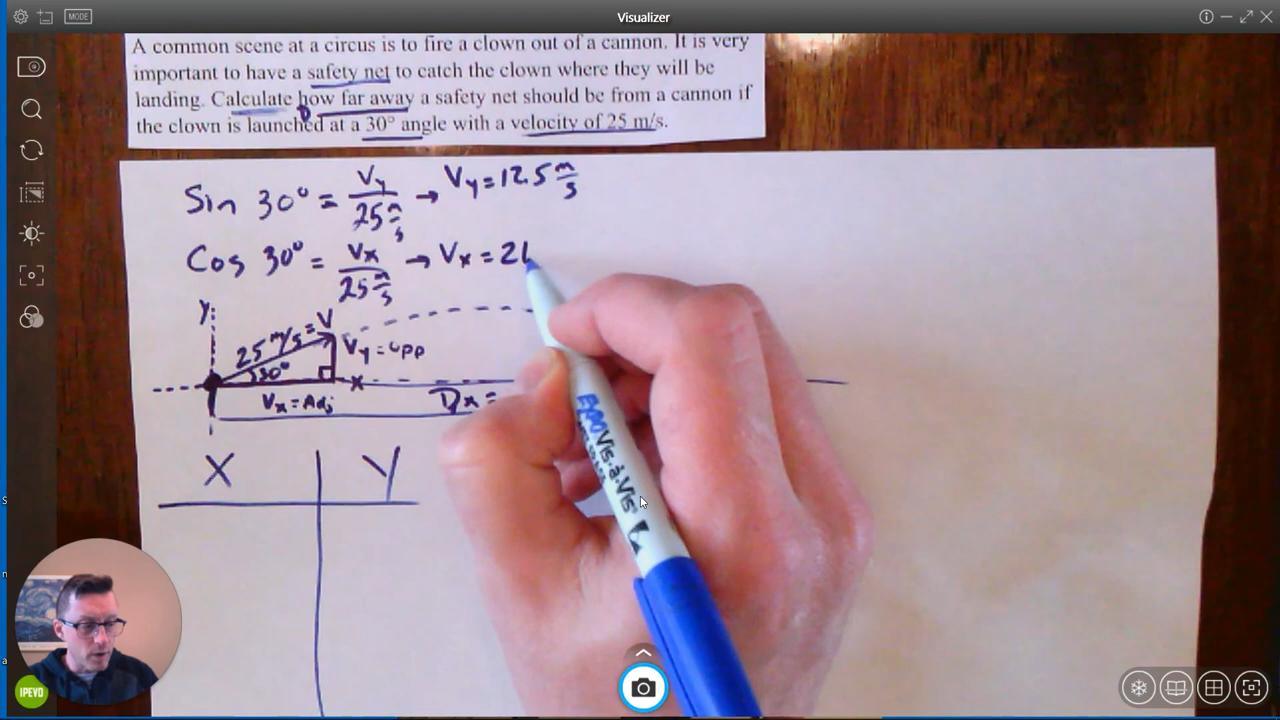 MODE
Visualizer
A common scene at a circus is to fire a clown out of a cannon. It is very
important to have a safety net to catch the clown where they will be
landing. Calculate how far away a safety net should be from a cannon if
the clown is launched at a 30° angle with a velocity of 25 m/s.
Sin 30° = Vy / 25 m/s → Vy = 12.5 m/s
Cos 30° = Vx / 25 m/s → Vx = 21
y
25 m/s = V
30°
Vy = opp
x
Vx = Adj
Dx =
X Y
EXPO Vis-à-Vis
IPEVO